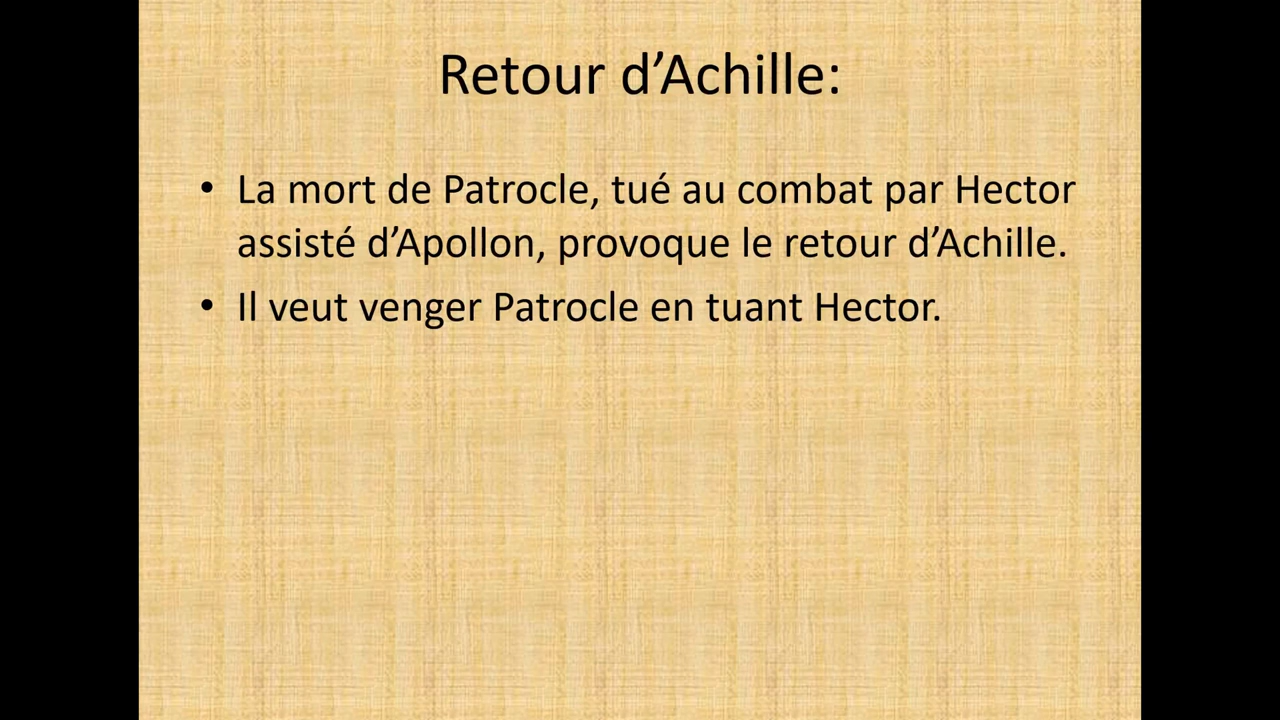 Retour d’Achille:
• La mort de Patrocle, tué au combat par Hector
assisté d’Apollon, provoque le retour d’Achille.
• Il veut venger Patrocle en tuant Hector.